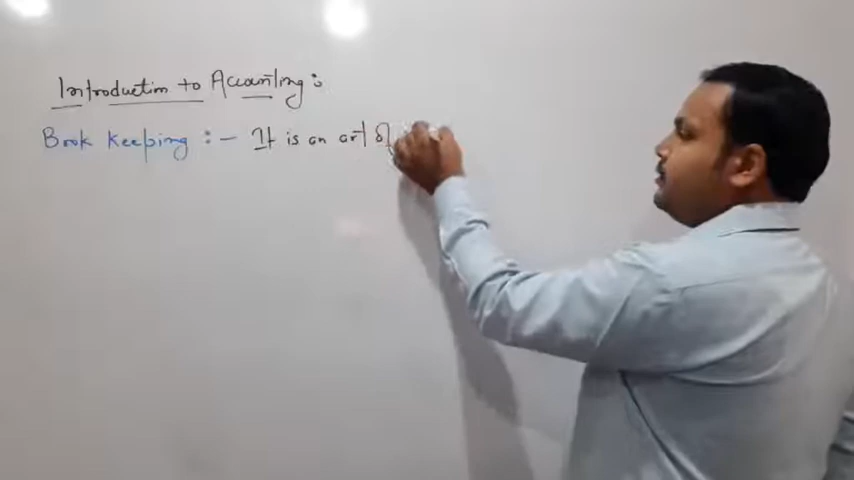 Introduction to Accounting :
Book Keeping :- It is an art of